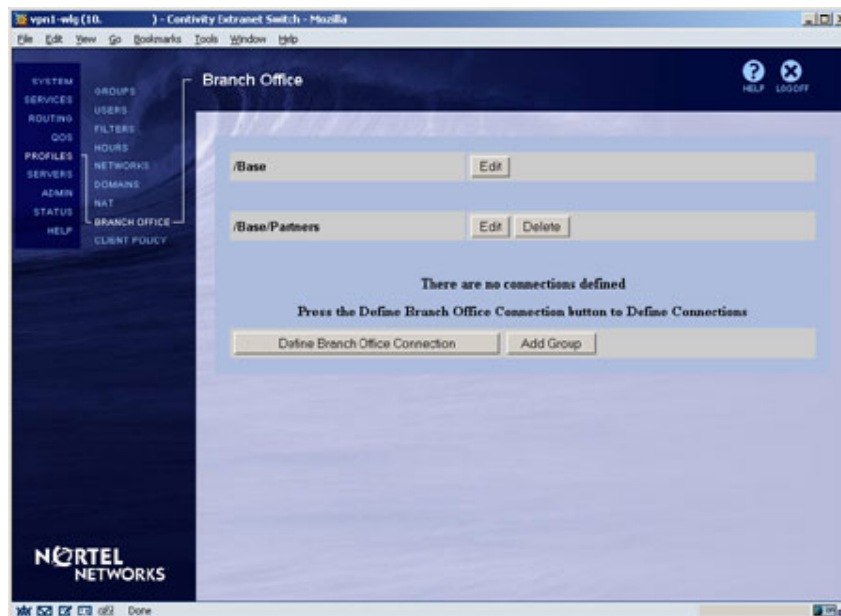 vpn1-wlg (10. ) - Contivity Extranet Switch - Mozilla
File Edit View Go Bookmarks Tools Window Help
Branch Office
HELP LOGOFF
SYSTEM
SERVICES
ROUTING
QOS
PROFILES
SERVERS
ADMIN
STATUS
HELP
GROUPS
USERS
FILTERS
HOURS
NETWORKS
DOMAINS
NAT
BRANCH OFFICE
CLIENT POLICY
/Base Edit
/Base/Partners Edit Delete
There are no connections defined
Press the Define Branch Office Connection button to Define Connections
Define Branch Office Connection Add Group
NORTEL
NETWORKS
Done